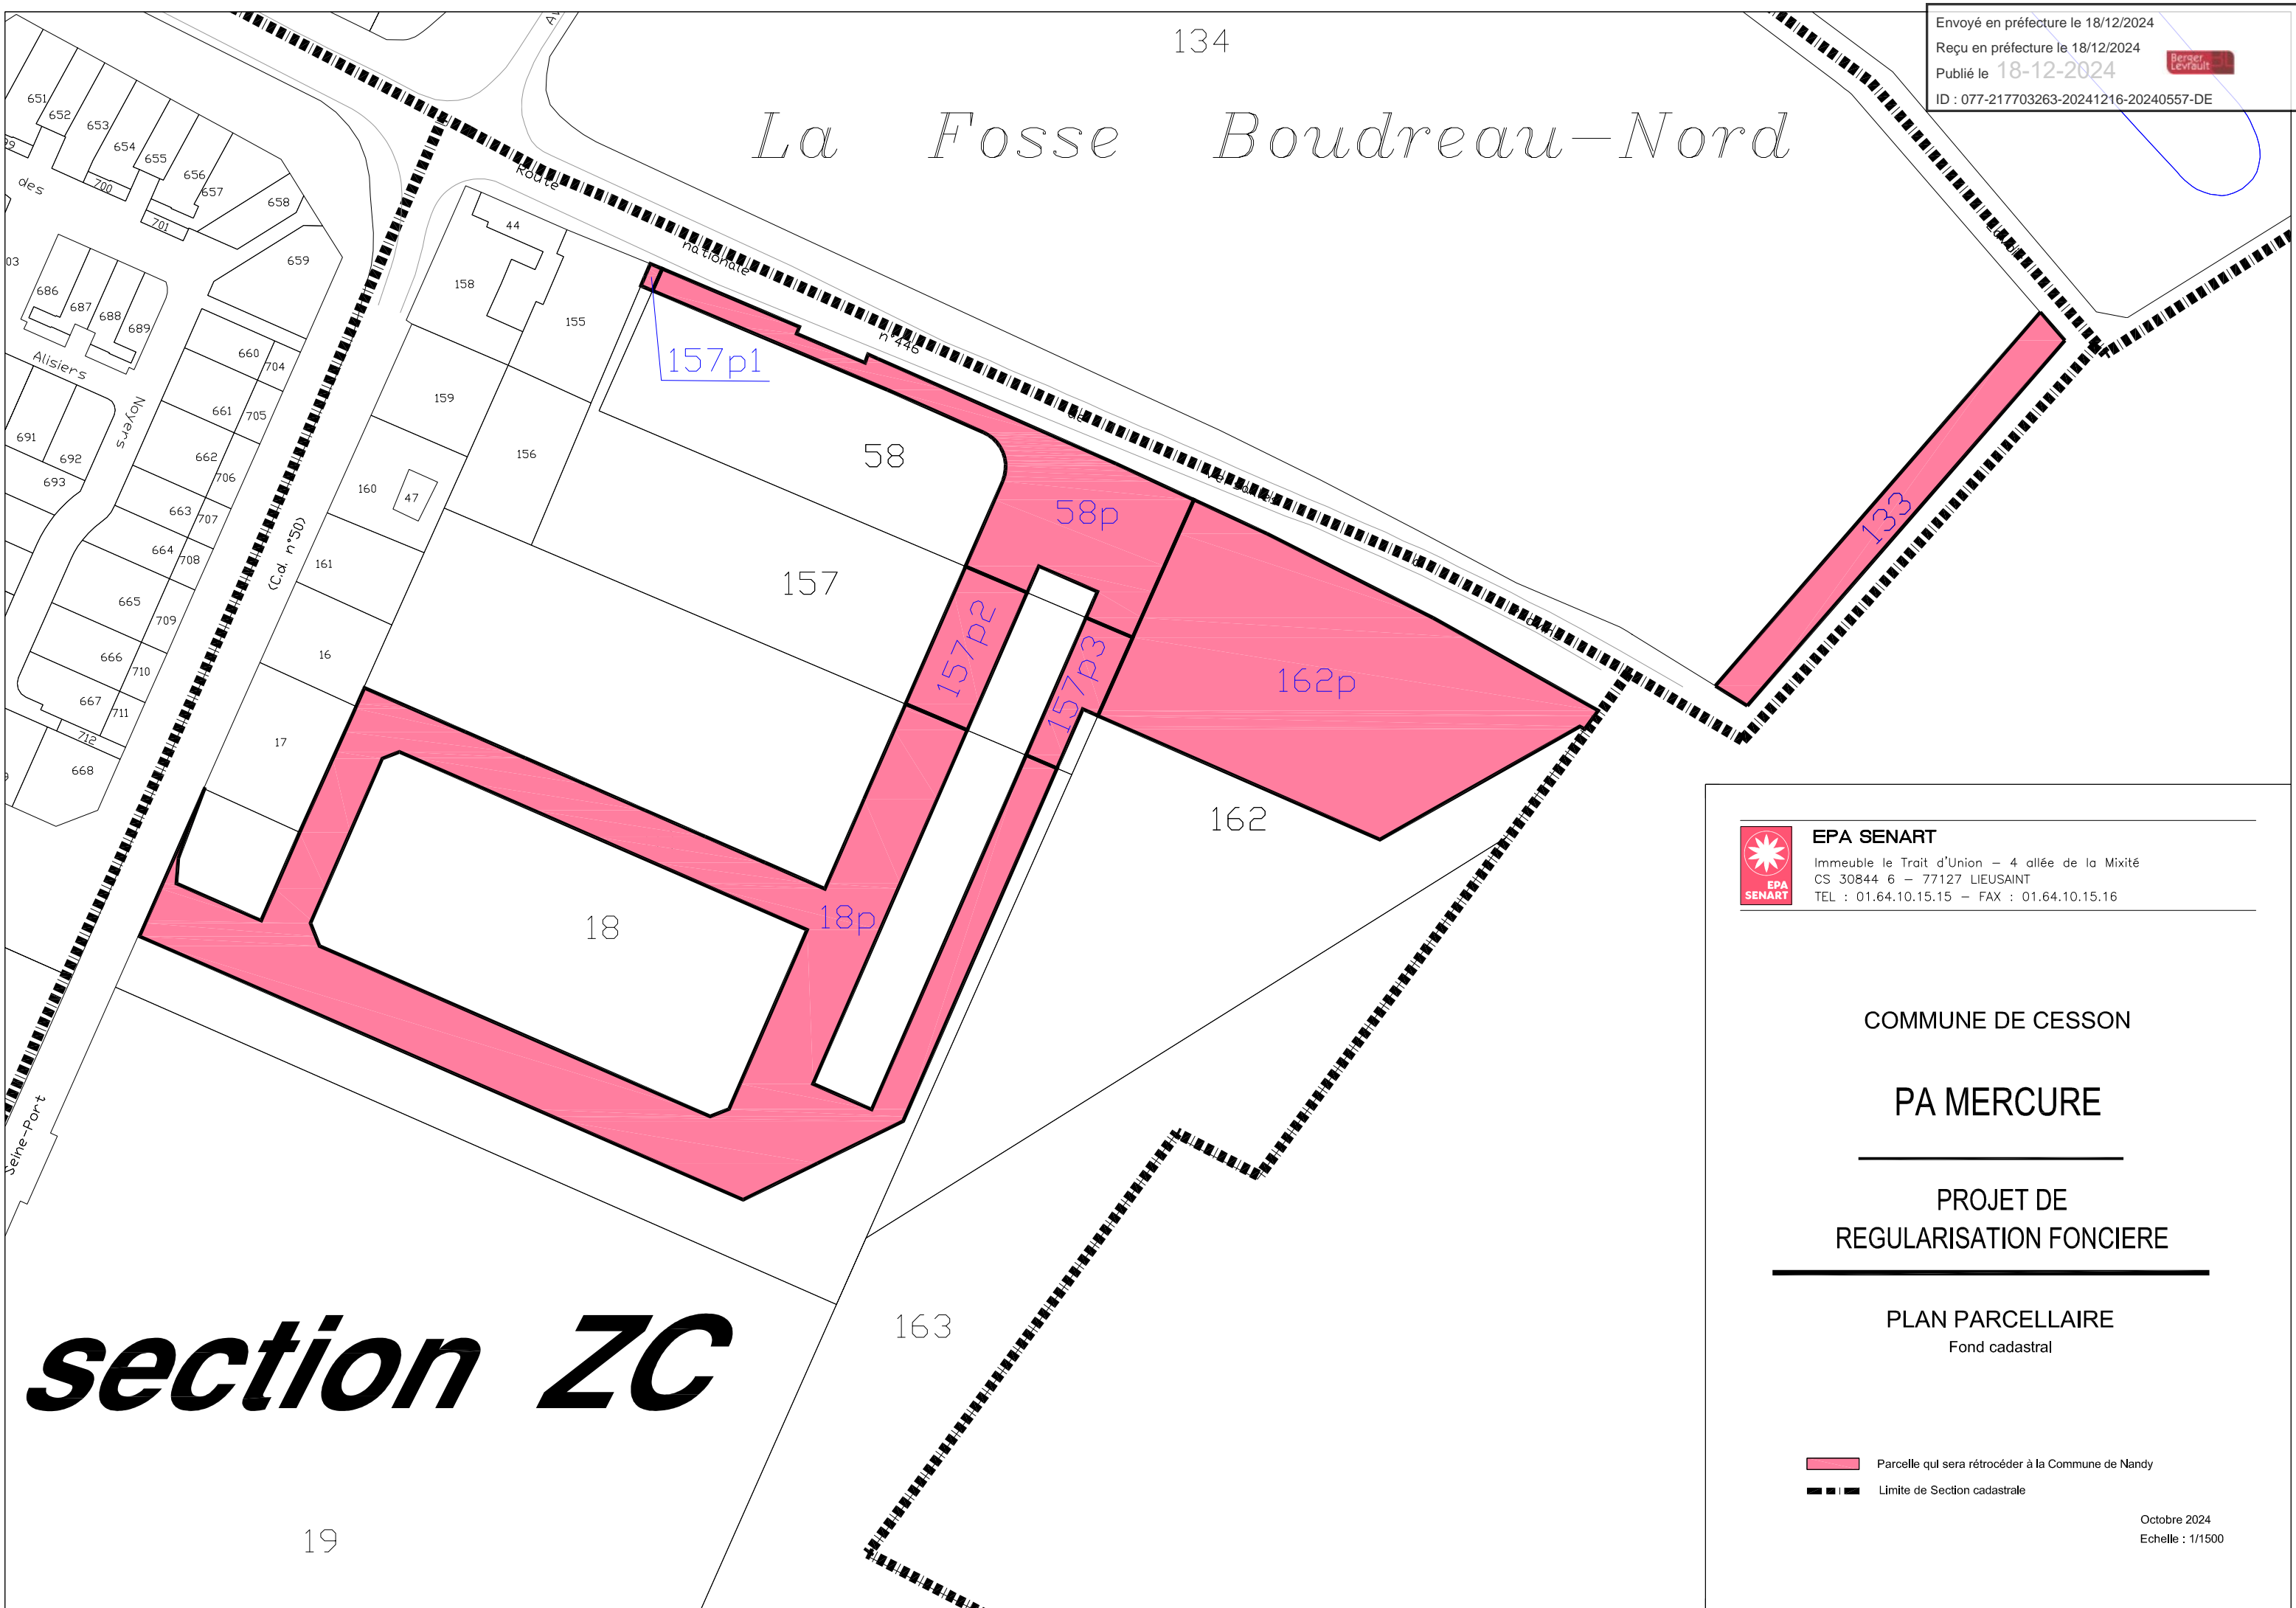 Envoyé en préfecture le 18/12/2024
Reçu en préfecture le 18/12/2024
Publié le 18-12-2024
Berger Levrault
ID : 077-217703263-20241216-20240557-DE
134
La Fosse Boudreau-Nord
651
652
653
654
655
656
657
658
700
701
des
659
03
686
687
688
689
Alisiers
Noyers
660
704
661
705
662
706
663
707
664
708
665
709
666
710
667
711
712
668
691
692
693
44
158
155
159
156
160
47
161
16
17
(C.d. n°50)
Seine-Port
Route
nationale
n°446
de
157p1
58
58p
157
157p2
157p3
162p
162
133
18
18p
163
19
section ZC
EPA SENART
EPA
SENART
Immeuble le Trait d'Union - 4 allée de la Mixité
CS 30844 6 - 77127 LIEUSAINT
TEL : 01.64.10.15.15 - FAX : 01.64.10.15.16
COMMUNE DE CESSON
PA MERCURE
PROJET DE
REGULARISATION FONCIERE
PLAN PARCELLAIRE
Fond cadastral
Parcelle qui sera rétrocéder à la Commune de Nandy
Limite de Section cadastrale
Octobre 2024
Echelle : 1/1500